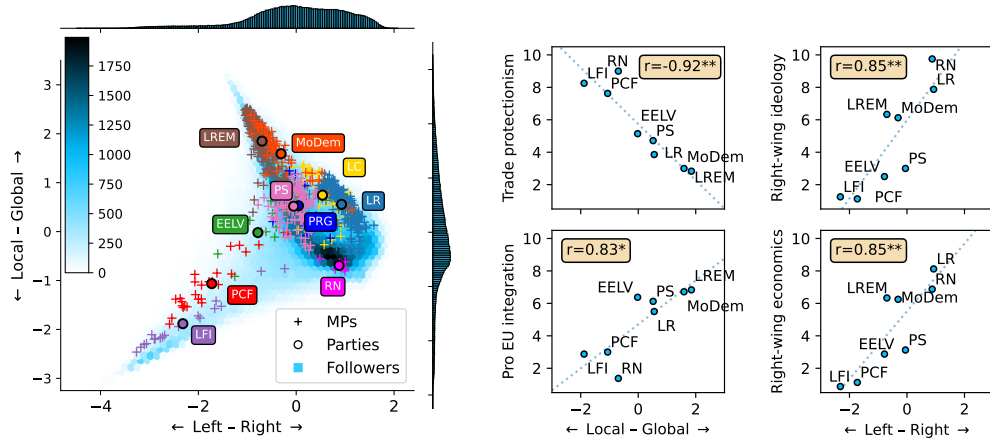 ← Local – Global →
3
2
1
0
−1
−2
−3
−4
−2
0
2
← Left – Right →
1750
1500
1250
1000
750
500
250
0
LREM
MoDem
LC
PS
LR
EELV
PRG
RN
PCF
LFI
MPs
Parties
Followers
Trade protectionism
10
8
6
4
2
r=-0.92**
RN
LFI
PCF
EELV
PS
LR
MoDem
LREM
Right-wing ideology
10
8
6
4
2
r=0.85**
RN
LR
LREM
MoDem
PS
EELV
LFI
PCF
Pro EU integration
10
8
6
4
2
0
r=0.83*
LREM
EELV
PS
MoDem
LR
PCF
LFI
RN
−2
0
2
← Local – Global →
Right-wing economics
10
8
6
4
2
0
r=0.85**
LR
RN
LREM
MoDem
EELV
PS
LFI
PCF
−2
0
2
← Left – Right →